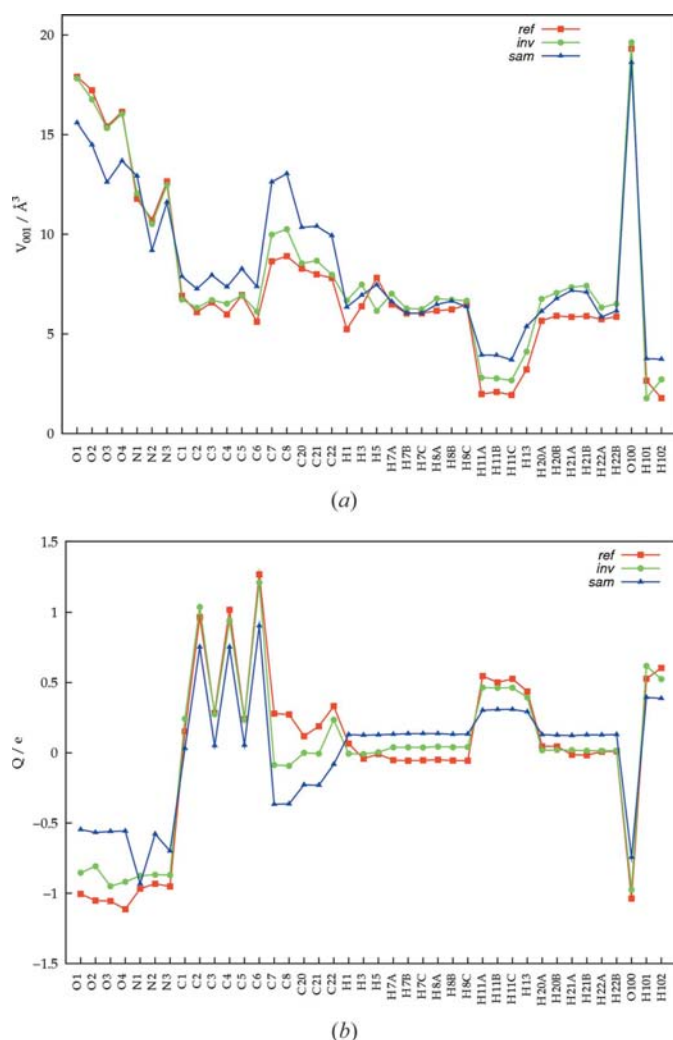 20
15
10
5
0
V₀₀₁ / Å³
ref
inv
sam
O1 O2 O3 O4 N1 N2 N3 C1 C2 C3 C4 C5 C6 C7 C8 C20 C21 C22 H1 H3 H5 H7A H7B H7C H8A H8B H8C H11A H11B H11C H13 H20A H20B H21A H21B H22A H22B O100 H101 H102
(a)
1.5
1
0.5
0
−0.5
−1
−1.5
Q / e
ref
inv
sam
O1 O2 O3 O4 N1 N2 N3 C1 C2 C3 C4 C5 C6 C7 C8 C20 C21 C22 H1 H3 H5 H7A H7B H7C H8A H8B H8C H11A H11B H11C H13 H20A H20B H21A H21B H22A H22B O100 H101 H102
(b)